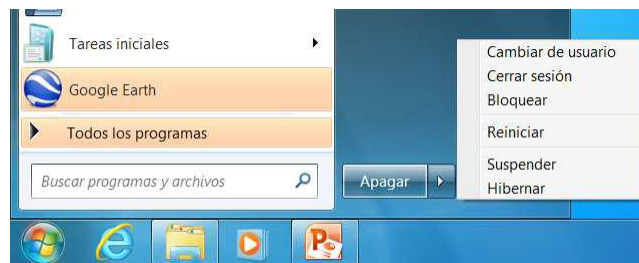 Tareas iniciales
Google Earth
Todos los programas
Buscar programas y archivos
Apagar
Cambiar de usuario
Cerrar sesión
Bloquear
Reiniciar
Suspender
Hibernar